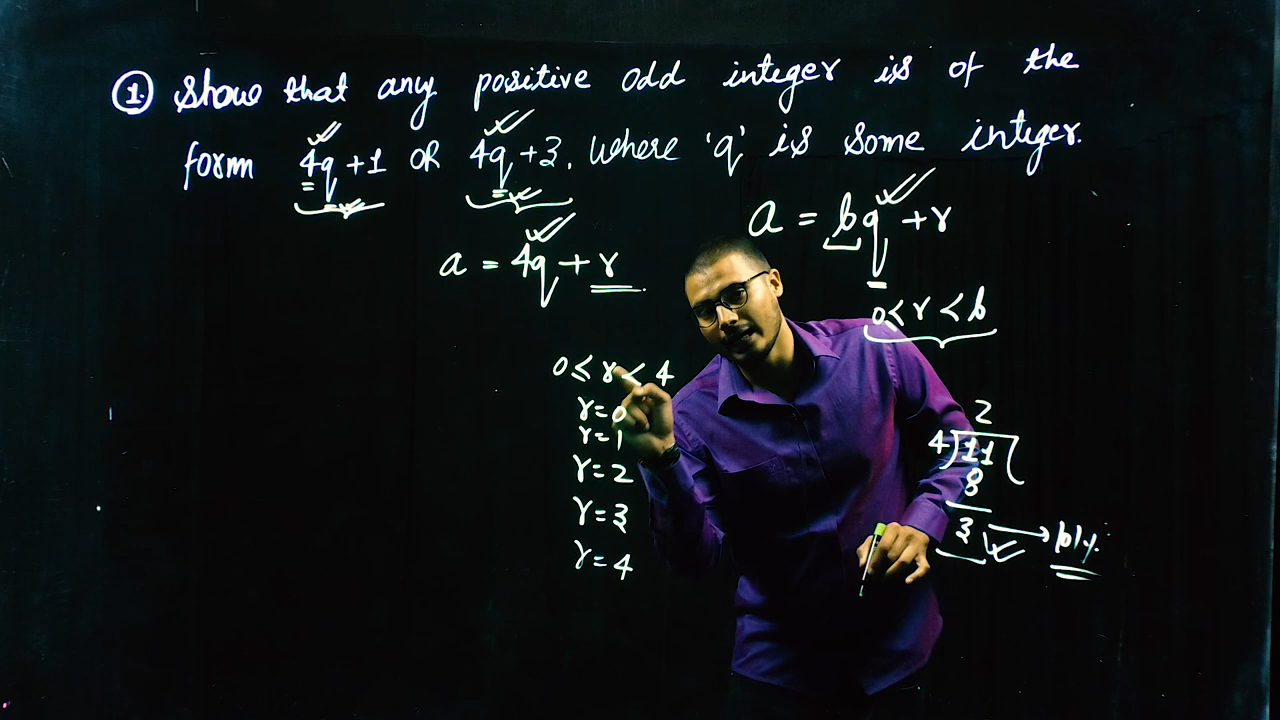 ① Show that any positive odd integer is of the
form 4q +1 OR 4q +3, Where 'q' is some integer.
a = bq +r
a = 4q + r
0≤ r < b
0 ≤ r < 4
r=0
r=1
r=2
r=3
r=4
2
4)11
8
3